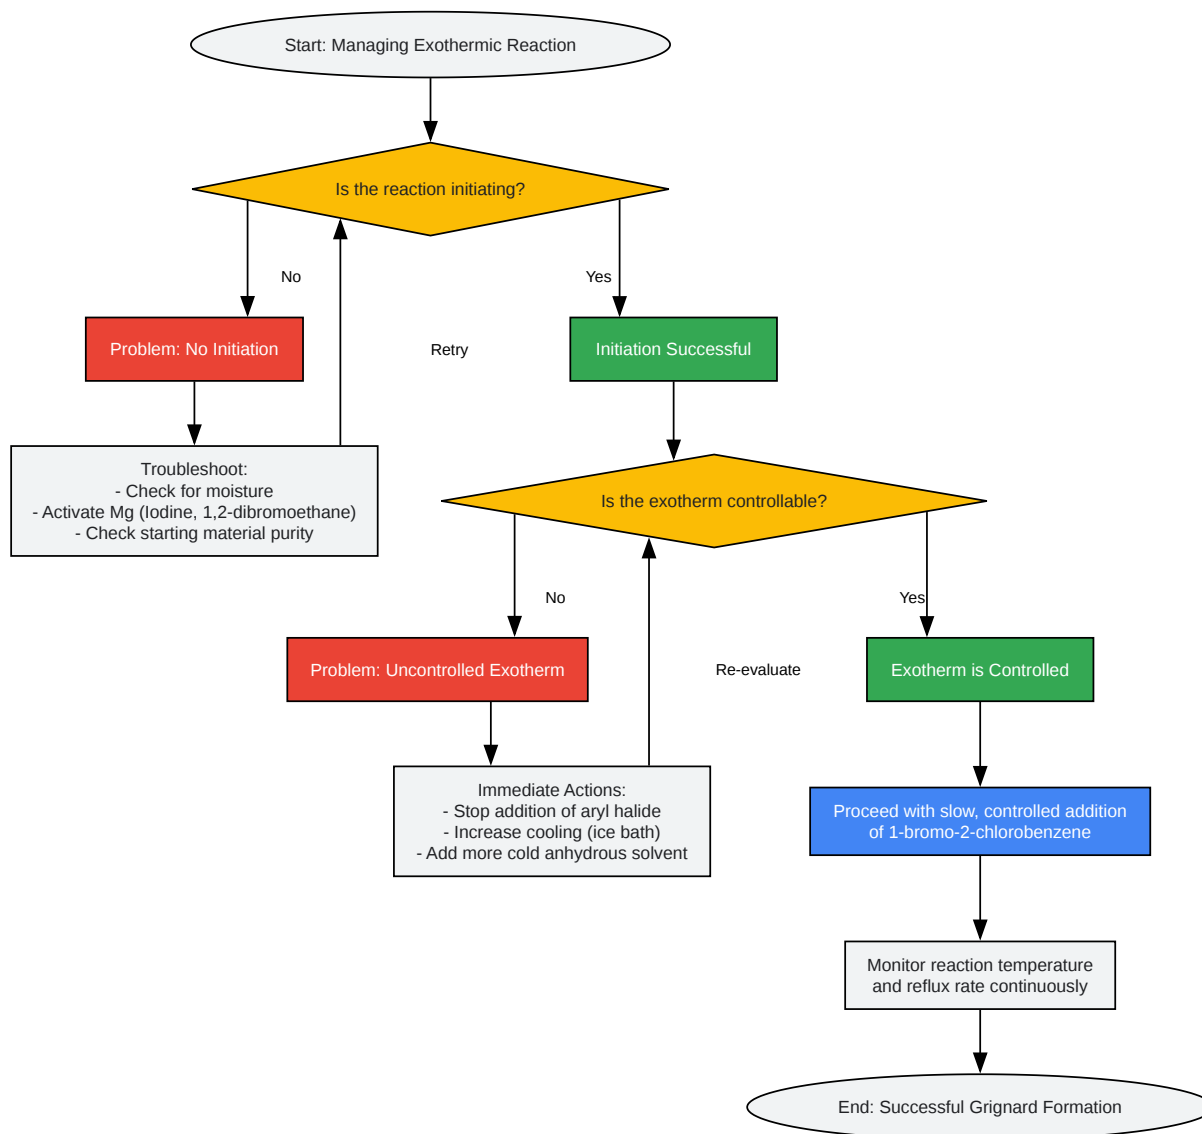 Start: Managing Exothermic Reaction
Is the reaction initiating?
No
Yes
Problem: No Initiation
Retry
Initiation Successful
Troubleshoot:
- Check for moisture
- Activate Mg (Iodine, 1,2-dibromoethane)
- Check starting material purity
Is the exotherm controllable?
No
Yes
Problem: Uncontrolled Exotherm
Re-evaluate
Exotherm is Controlled
Immediate Actions:
- Stop addition of aryl halide
- Increase cooling (ice bath)
- Add more cold anhydrous solvent
Proceed with slow, controlled addition
of 1-bromo-2-chlorobenzene
Monitor reaction temperature
and reflux rate continuously
End: Successful Grignard Formation